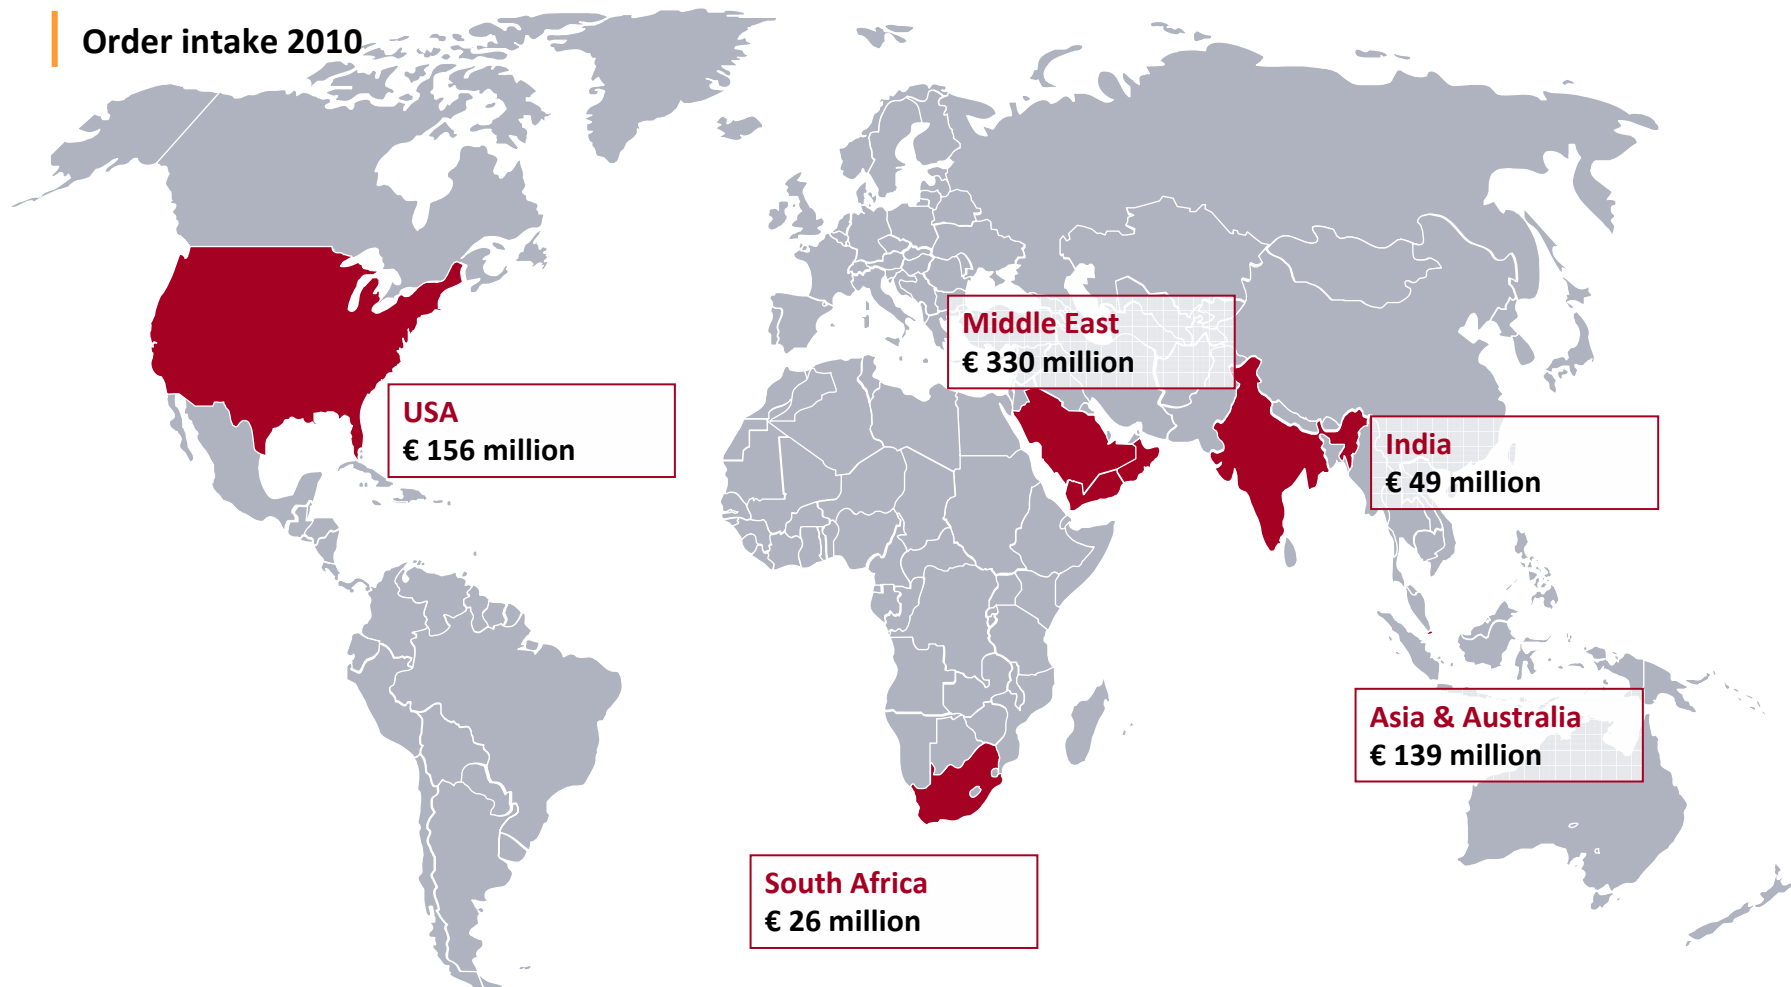 Order intake 2010
Middle East
€ 330 million
USA
€ 156 million
India
€ 49 million
Asia & Australia
€ 139 million
South Africa
€ 26 million